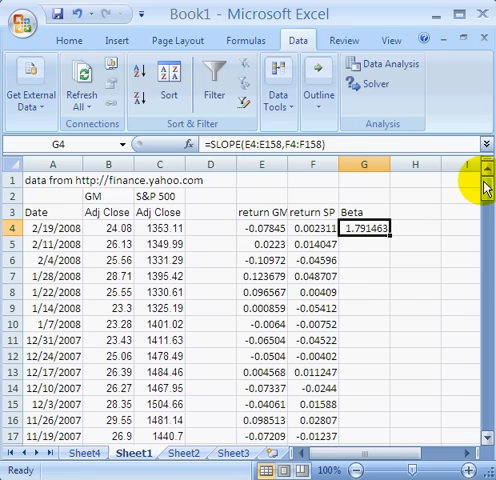 Book1 - Microsoft Excel
Home Insert Page Layout Formulas Data Review View
Get External Data
Refresh All
Sort
Filter
Data Tools
Outline
Data Analysis
Solver
Connections
Sort & Filter
Analysis
G4 =SLOPE(E4:E158,F4:F158)
A B C D E F G H I
1 data from http://finance.yahoo.com
2 GM S&P 500
3 Date Adj Close Adj Close return GM return SP Beta
4 2/19/2008 24.08 1353.11 -0.07845 0.002311 1.791463
5 2/11/2008 26.13 1349.99 0.0223 0.014047
6 2/4/2008 25.56 1331.29 -0.10972 -0.04596
7 1/28/2008 28.71 1395.42 0.123679 0.048707
8 1/22/2008 25.55 1330.61 0.096567 0.00409
9 1/14/2008 23.3 1325.19 0.000859 -0.05412
10 1/7/2008 23.28 1401.02 -0.0064 -0.00752
11 12/31/2007 23.43 1411.63 -0.06504 -0.04522
12 12/24/2007 25.06 1478.49 -0.0504 -0.00402
13 12/17/2007 26.39 1484.46 0.004568 0.011247
14 12/10/2007 26.27 1467.95 -0.07337 -0.0244
15 12/3/2007 28.35 1504.66 -0.04061 0.01588
16 11/26/2007 29.55 1481.14 0.098513 0.02807
17 11/19/2007 26.9 1440.7 -0.07209 -0.01237
Sheet4 Sheet1 Sheet2 Sheet3
Ready 100%